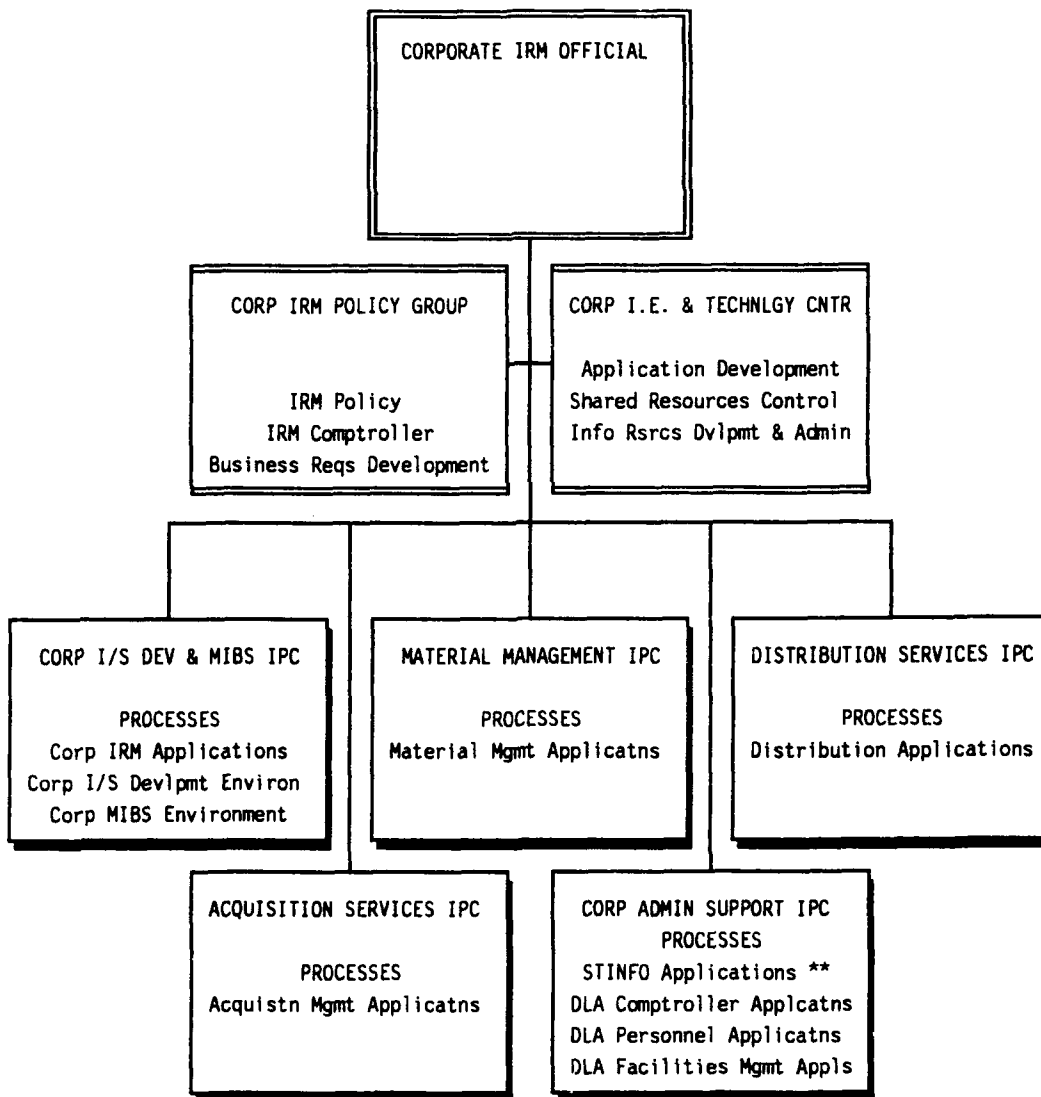 CORPORATE IRM OFFICIAL
CORP IRM POLICY GROUP
IRM Policy
IRM Comptroller
Business Reqs Development
CORP I.E. & TECHNLGY CNTR
Application Development
Shared Resources Control
Info Rsrcs Dvlpmt & Admin
CORP I/S DEV & MIBS IPC
PROCESSES
Corp IRM Applications
Corp I/S Devlpmt Environ
Corp MIBS Environment
MATERIAL MANAGEMENT IPC
PROCESSES
Material Mgmt Applicatns
DISTRIBUTION SERVICES IPC
PROCESSES
Distribution Applications
ACQUISITION SERVICES IPC
PROCESSES
Acquistn Mgmt Applicatns
CORP ADMIN SUPPORT IPC
PROCESSES
STINFO Applications **
DLA Comptroller Applcatns
DLA Personnel Applicatns
DLA Facilities Mgmt Appls